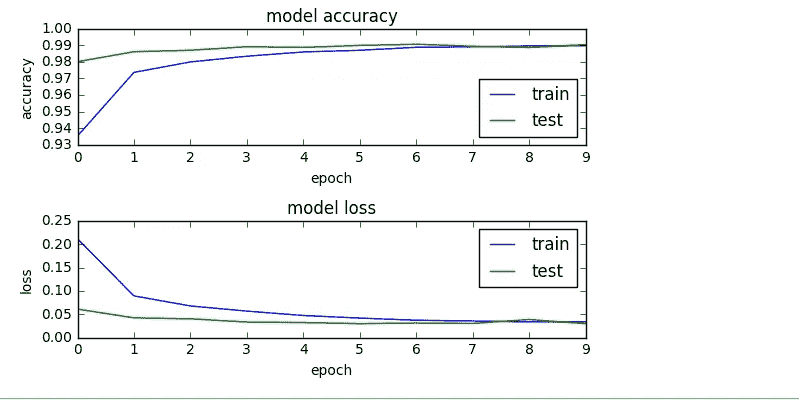 model accuracy
1.00
0.99
0.98
0.97
0.96
0.95
0.94
0.93
accuracy
train
test
0 1 2 3 4 5 6 7 8 9
epoch
model loss
0.25
0.20
0.15
0.10
0.05
0.00
loss
train
test
0 1 2 3 4 5 6 7 8 9
epoch